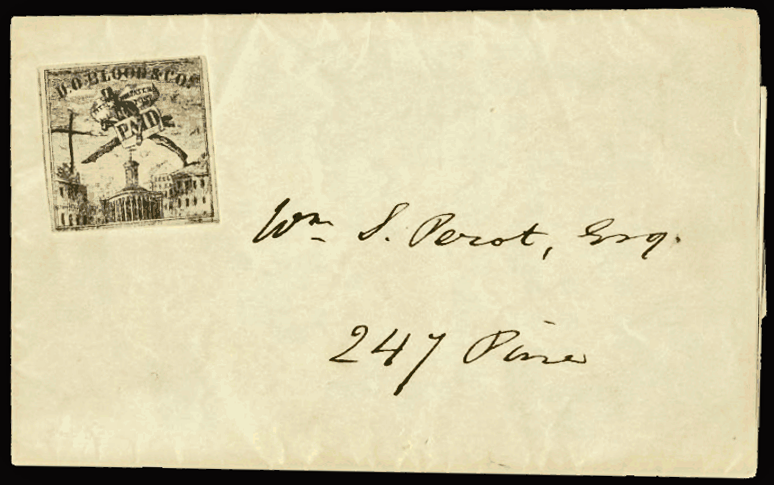 D.O.BLOOD & CO'S
PAID
Wm S. Perot, Esq.
247 Pine